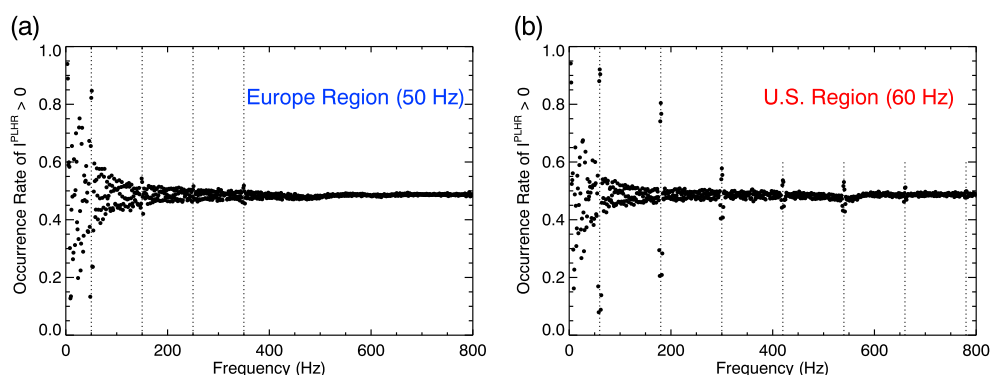 (a)
Occurrence Rate of I^PLHR > 0
1.0
0.8
0.6
0.4
0.2
0.0
Europe Region (50 Hz)
0 200 400 600 800
Frequency (Hz)
(b)
Occurrence Rate of I^PLHR > 0
1.0
0.8
0.6
0.4
0.2
0.0
U.S. Region (60 Hz)
0 200 400 600 800
Frequency (Hz)